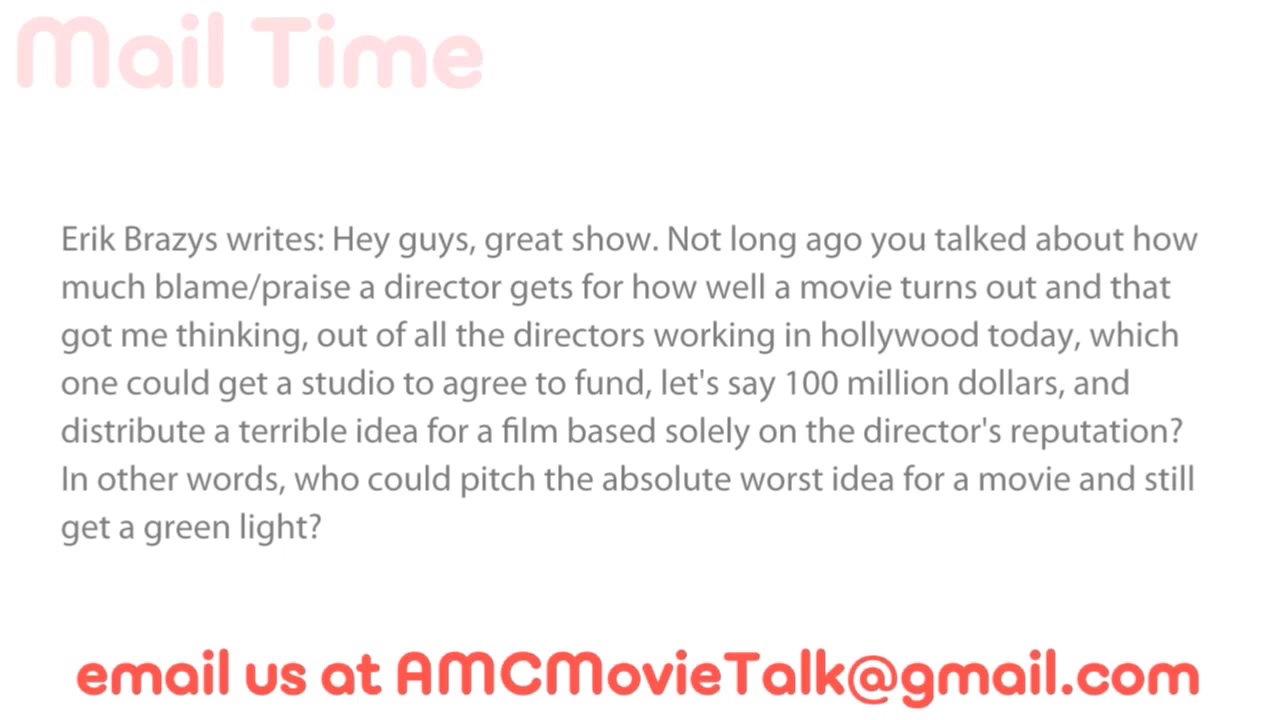 Mail Time
Erik Brazys writes: Hey guys, great show. Not long ago you talked about how
much blame/praise a director gets for how well a movie turns out and that
got me thinking, out of all the directors working in hollywood today, which
one could get a studio to agree to fund, let's say 100 million dollars, and
distribute a terrible idea for a film based solely on the director's reputation?
In other words, who could pitch the absolute worst idea for a movie and still
get a green light?
email us at AMCMovieTalk@gmail.com